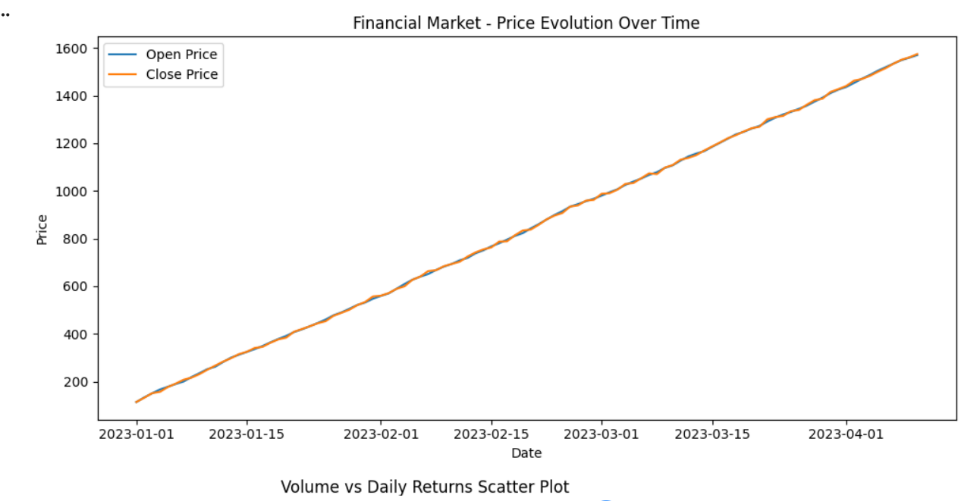 ..
Financial Market - Price Evolution Over Time
Open Price
Close Price
1600
1400
1200
1000
800
600
400
200
Price
2023-01-01 2023-01-15 2023-02-01 2023-02-15 2023-03-01 2023-03-15 2023-04-01
Date
Volume vs Daily Returns Scatter Plot